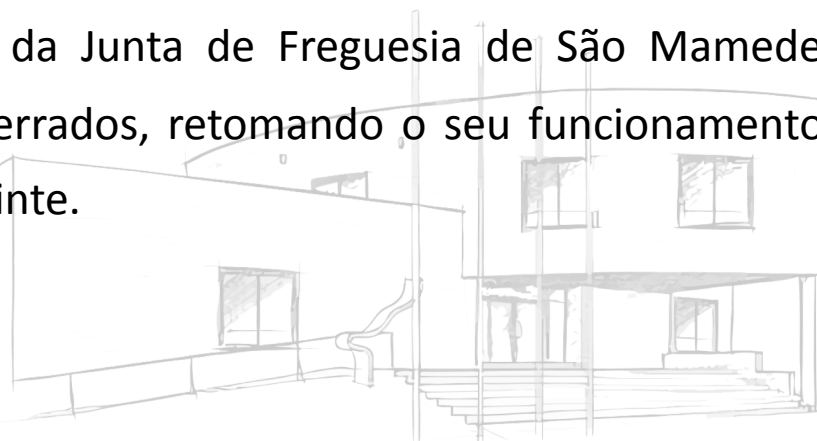 da Junta de Freguesia de São Mamede
errados, retomando o seu funcionamento
inte.